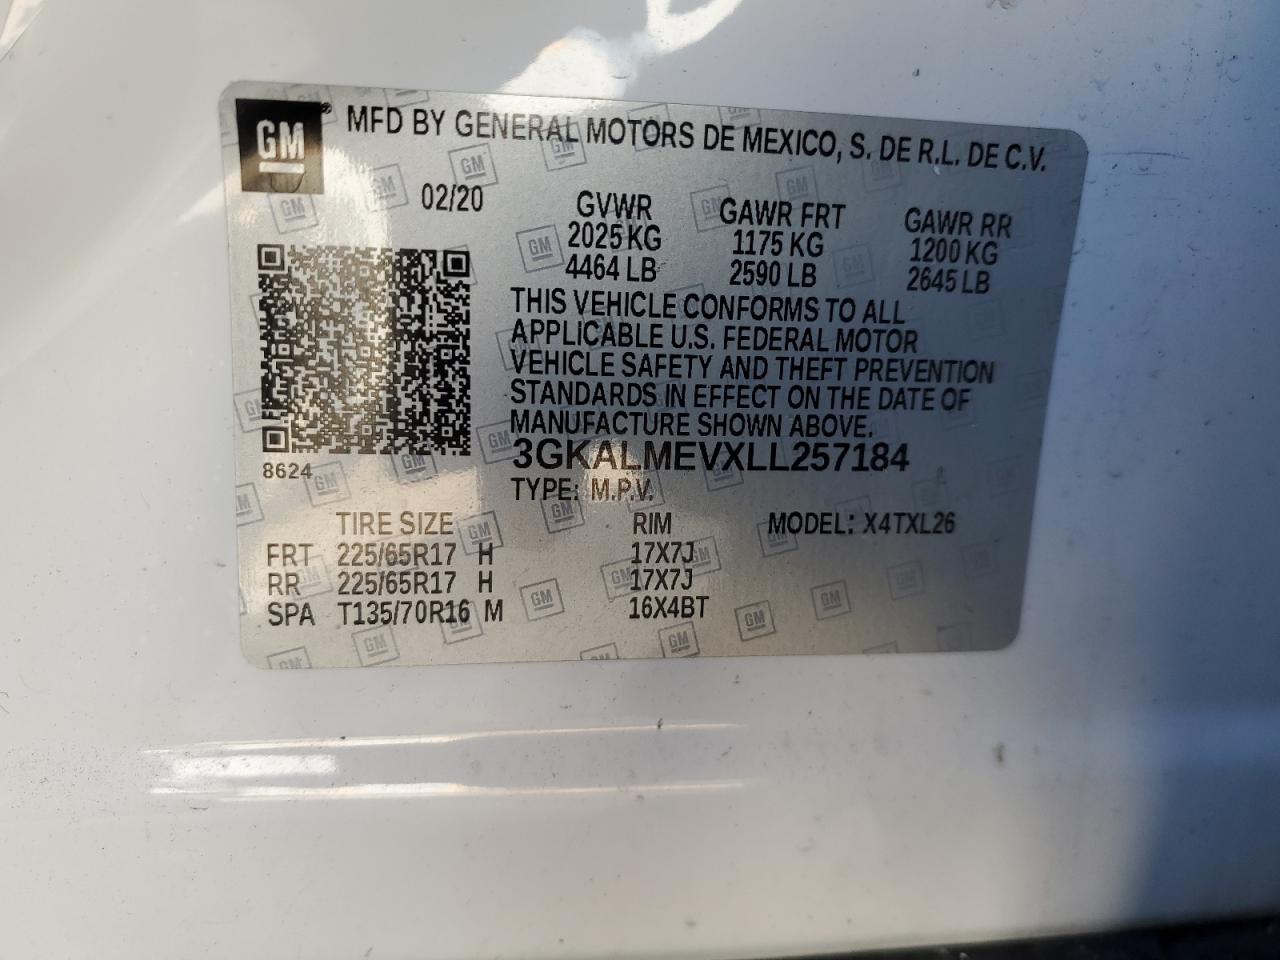 GM® MFD BY GENERAL MOTORS DE MEXICO, S. DE R.L. DE C.V.
02/20
GVWR GAWR FRT GAWR RR
2025 KG 1175 KG 1200 KG
4464 LB 2590 LB 2645 LB
THIS VEHICLE CONFORMS TO ALL
APPLICABLE U.S. FEDERAL MOTOR
VEHICLE SAFETY AND THEFT PREVENTION
STANDARDS IN EFFECT ON THE DATE OF
MANUFACTURE SHOWN ABOVE.
3GKALMEVXLL257184
8624
TYPE: M.P.V.
TIRE SIZE RIM MODEL: X4TXL26
FRT 225/65R17 H 17X7J
RR 225/65R17 H 17X7J
SPA T135/70R16 M 16X4BT